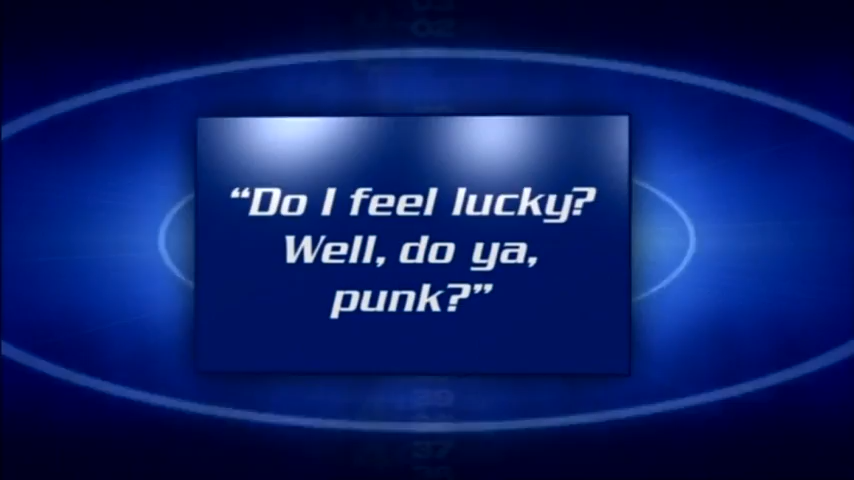 “Do I feel lucky?
Well, do ya,
punk?”